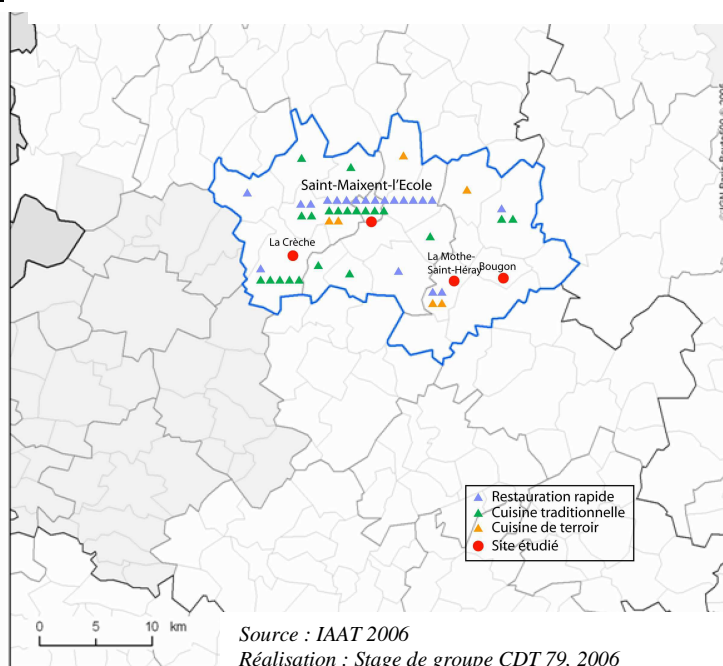 Saint-Maixent-l'Ecole
La Crèche
La Mothe-
Saint-Héray
Bougon
Restauration rapide
Cuisine traditionnelle
Cuisine de terroir
Site étudié
0 5 10 km
Source : IAAT 2006
Réalisation : Stage de groupe CDT 79, 2006